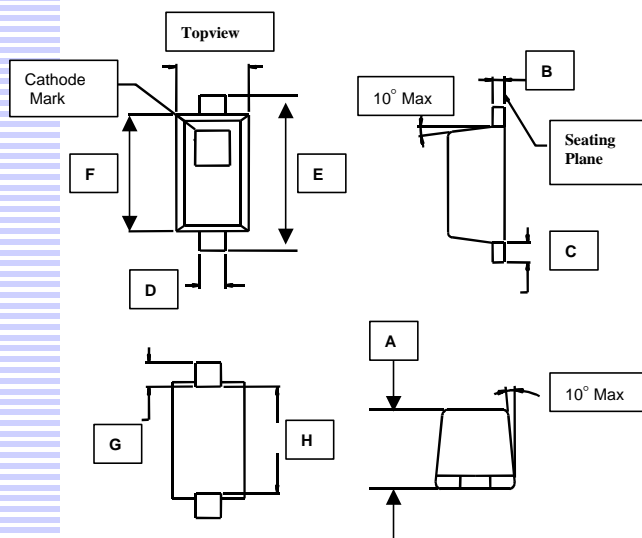 Topview
Cathode
Mark
B
10° Max
Seating
Plane
F
E
C
D
A
10° Max
G
H